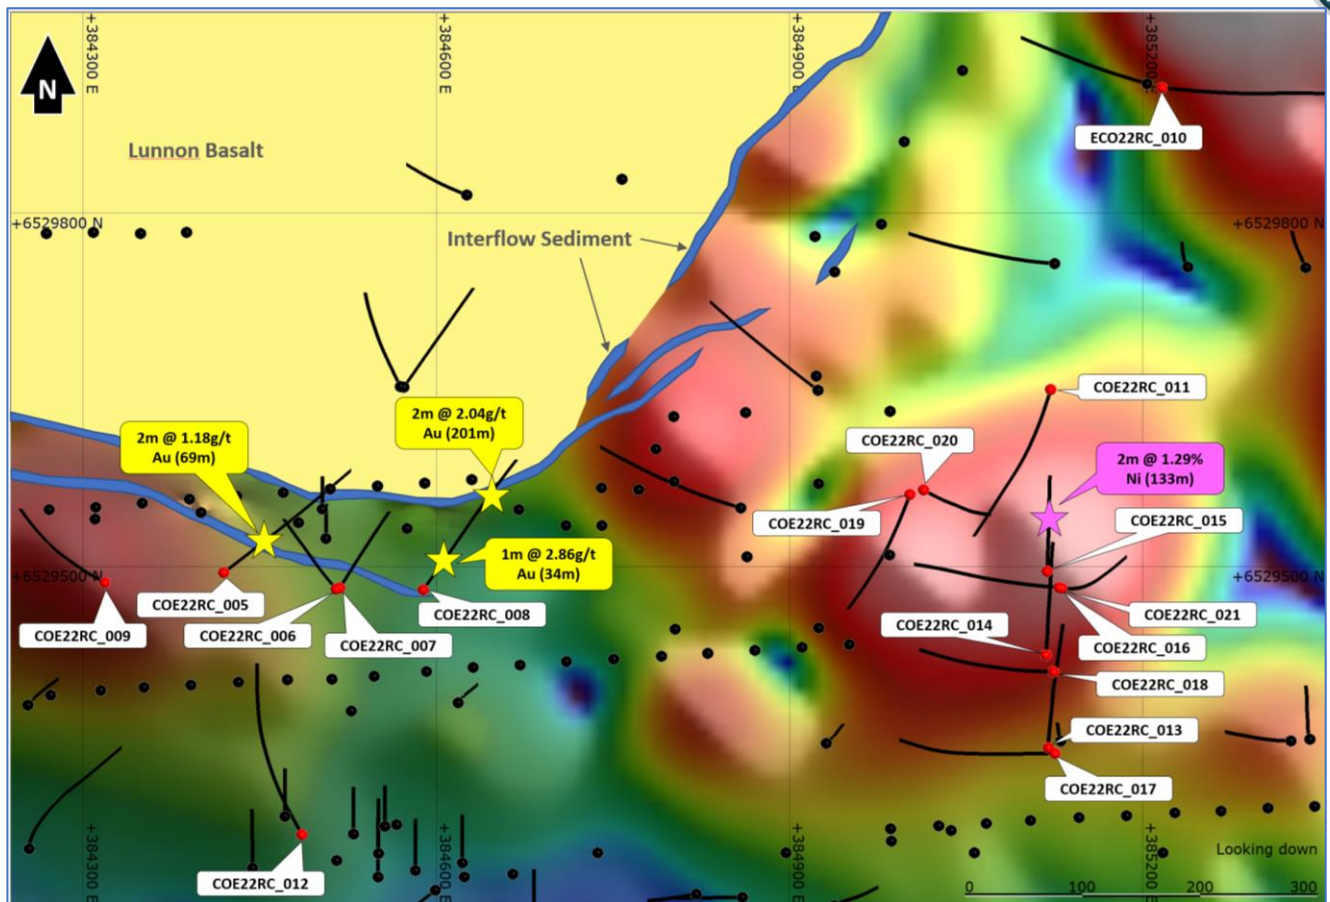 +384300 E
+384600 E
+384900 E
+385200 E
N
ECO22RC_010
Lunnon Basalt
+6529800 N
+6529800 N
Interflow Sediment
COE22RC_011
2m @ 2.04g/t
Au (201m)
2m @ 1.18g/t
Au (69m)
COE22RC_020
2m @ 1.29%
Ni (133m)
COE22RC_019
COE22RC_015
1m @ 2.86g/t
Au (34m)
+6529500 N
COE22RC_005
COE22RC_008
COE22RC_021
COE22RC_009
COE22RC_006
COE22RC_007
COE22RC_014
COE22RC_016
COE22RC_018
COE22RC_013
COE22RC_017
COE22RC_012
+384300 E
+384600 E
+384900 E
+385200 E
Looking down
0 100 200 300